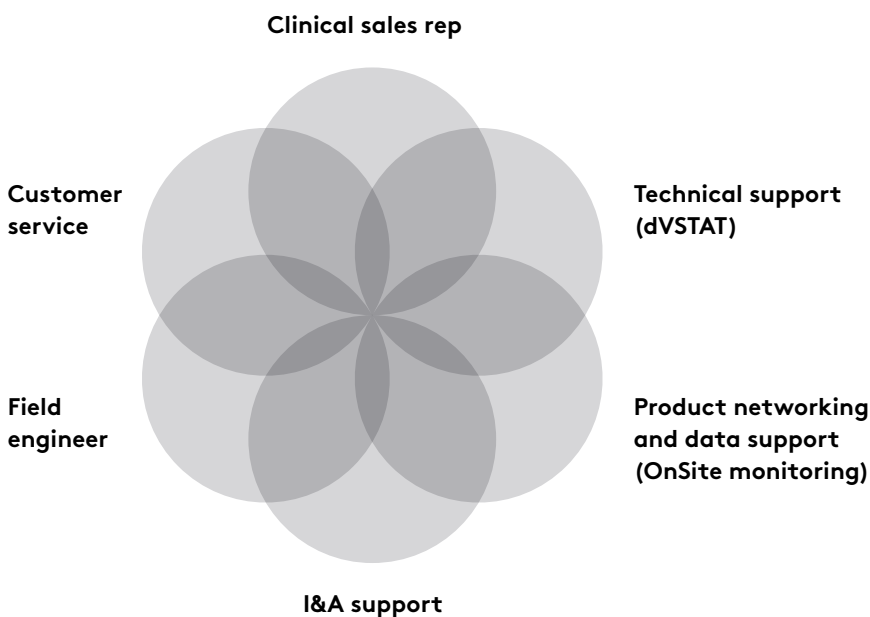 Clinical sales rep
Customer
service
Technical support
(dVSTAT)
Field
engineer
Product networking
and data support
(OnSite monitoring)
I&A support